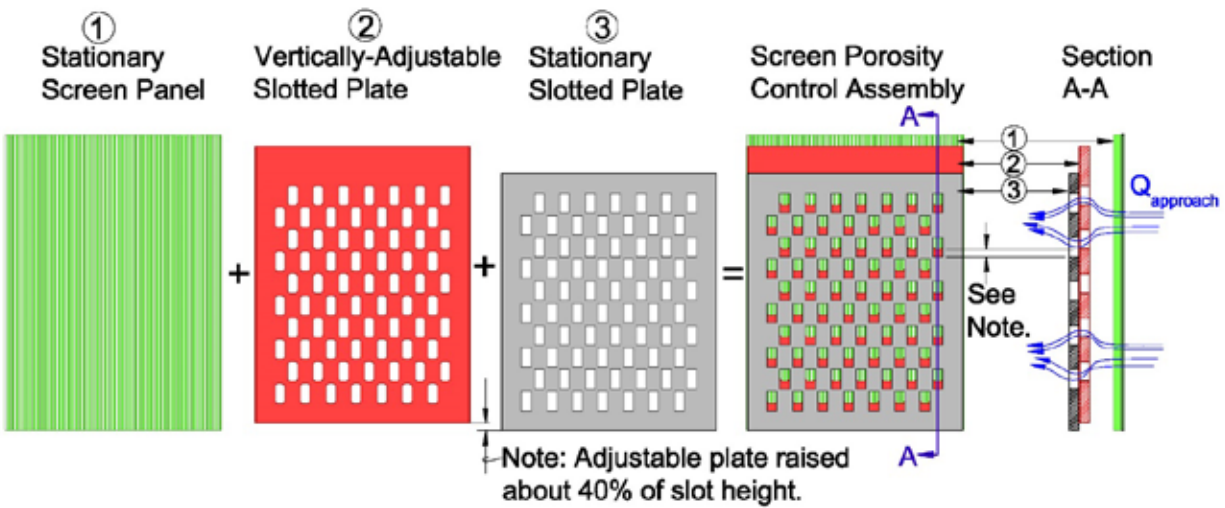 ①
Stationary
Screen Panel
②
Vertically-Adjustable
Slotted Plate
③
Stationary
Slotted Plate
Screen Porosity
Control Assembly
Section
A-A
A
①
②
③
Q approach
+
+
=
See
Note.
A
Note: Adjustable plate raised
about 40% of slot height.